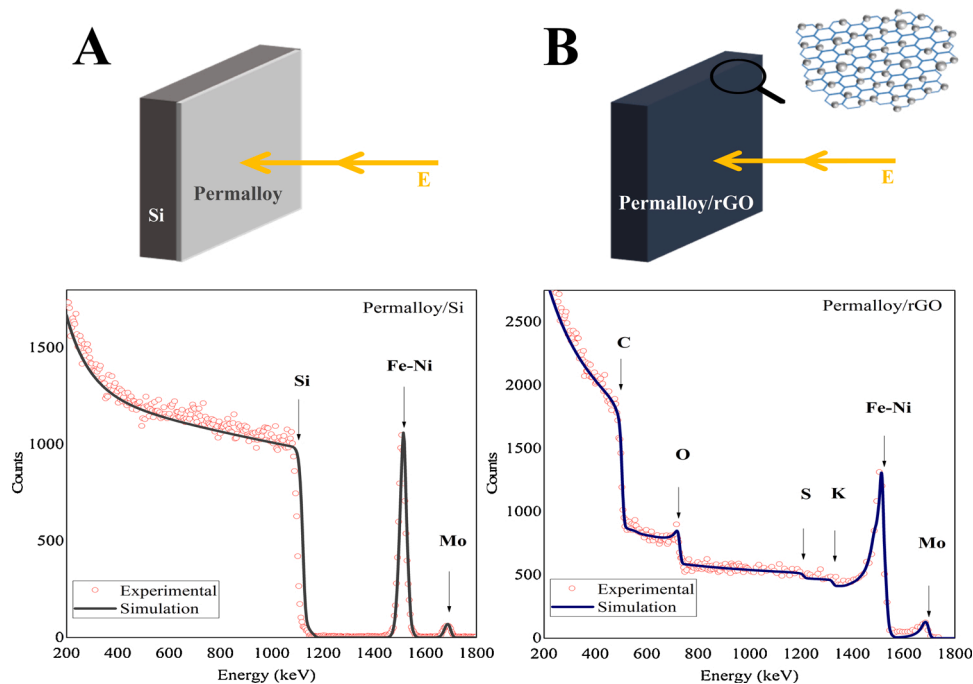 A
B
E
Permalloy
Si
E
Permalloy/rGO
Permalloy/Si
Si
Fe-Ni
Mo
1500
1000
500
0
Counts
Experimental
Simulation
200 400 600 800 1000 1200 1400 1600 1800
Energy (keV)
Permalloy/rGO
C
O
S
K
Fe-Ni
Mo
2500
2000
1500
1000
500
0
Counts
Experimental
Simulation
200 400 600 800 1000 1200 1400 1600 1800
Energy (keV)